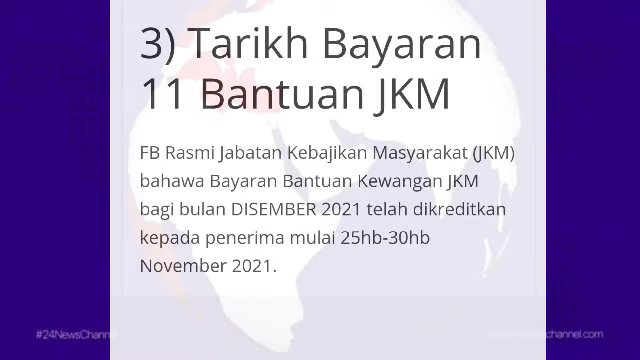 3) Tarikh Bayaran
11 Bantuan JKM
FB Rasmi Jabatan Kebajikan Masyarakat (JKM)
bahawa Bayaran Bantuan Kewangan JKM
bagi bulan DISEMBER 2021 telah dikreditkan
kepada penerima mulai 25hb-30hb
November 2021.
#24NewsChann